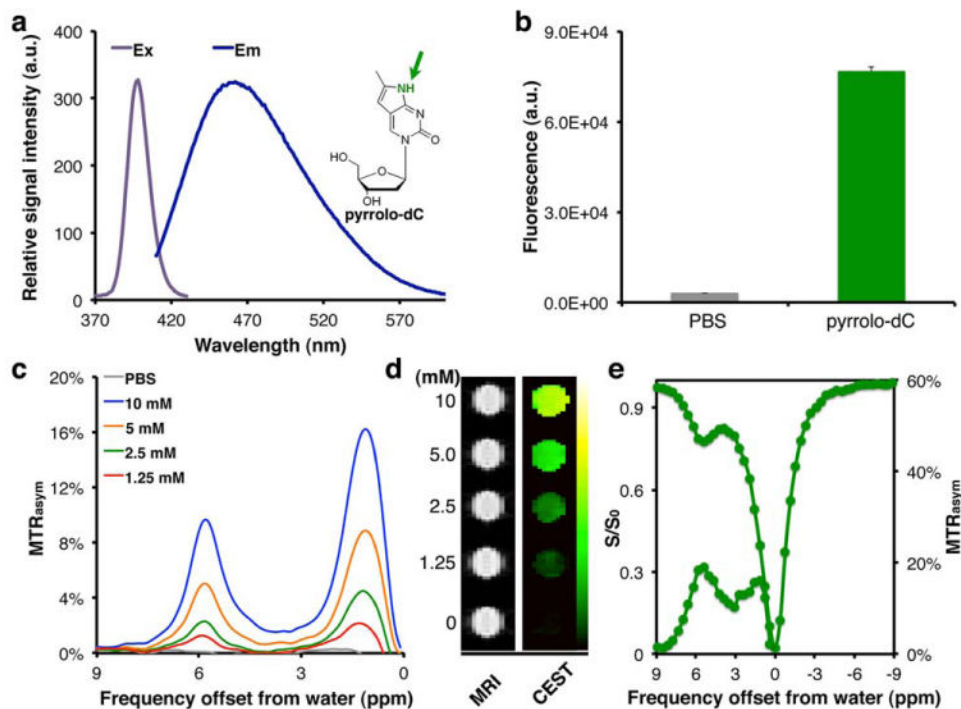 a
400
300
200
100
0
Relative signal intensity (a.u.)
Ex
Em
NH
N
N
O
HO
O
OH
pyrrolo-dC
370
420
470
520
570
Wavelength (nm)
b
9.0E+04
6.0E+04
3.0E+04
0.0E+00
Fluorescence (a.u.)
PBS
pyrrolo-dC
c
20%
16%
12%
8%
4%
0%
MTRasym
PBS
10 mM
5 mM
2.5 mM
1.25 mM
9
6
3
0
Frequency offset from water (ppm)
d
(mM)
10
5.0
2.5
1.25
0
MRI
CEST
e
0.9
0.6
0.3
0
S/S0
60%
40%
20%
0%
MTRasym
9
6
3
0
-3
-6
-9
Frequency offset from water (ppm)